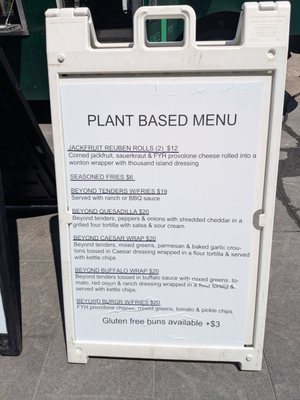 PLANT BASED MENU
JACKFRUIT REUBEN ROLLS (2) $12
Corned jackfruit, sauerkraut & FYH provolone cheese rolled into a
wonton wrapper with thousand island dressing
SEASONED FRIES $6
BEYOND TENDERS W/FRIES $19
Served with ranch or BBQ sauce
BEYOND QUESADILLA $20
Beyond tenders, peppers & onions with shredded cheddar in a
grilled four tortilla with salsa & sour cream
BEYOND CAESAR WRAP $20
Beyond tenders, mixed greens, parmesan & baked garlic crou-
tons tossed in Caesar dressing wrapped in a flour tortilla & served
with kettle chips
BEYOND BUFFALO WRAP $20
Beyond tenders tossed in buffalo sauce with mixed greens, to-
mato, red onion & ranch dressing wrapped in a flour tortilla &
served with kettle chips
BEYOND BURGR W/FRIES $20
FYH provolone cheese, mixed greens, tomato & pickle chips
Gluten free buns available +$3